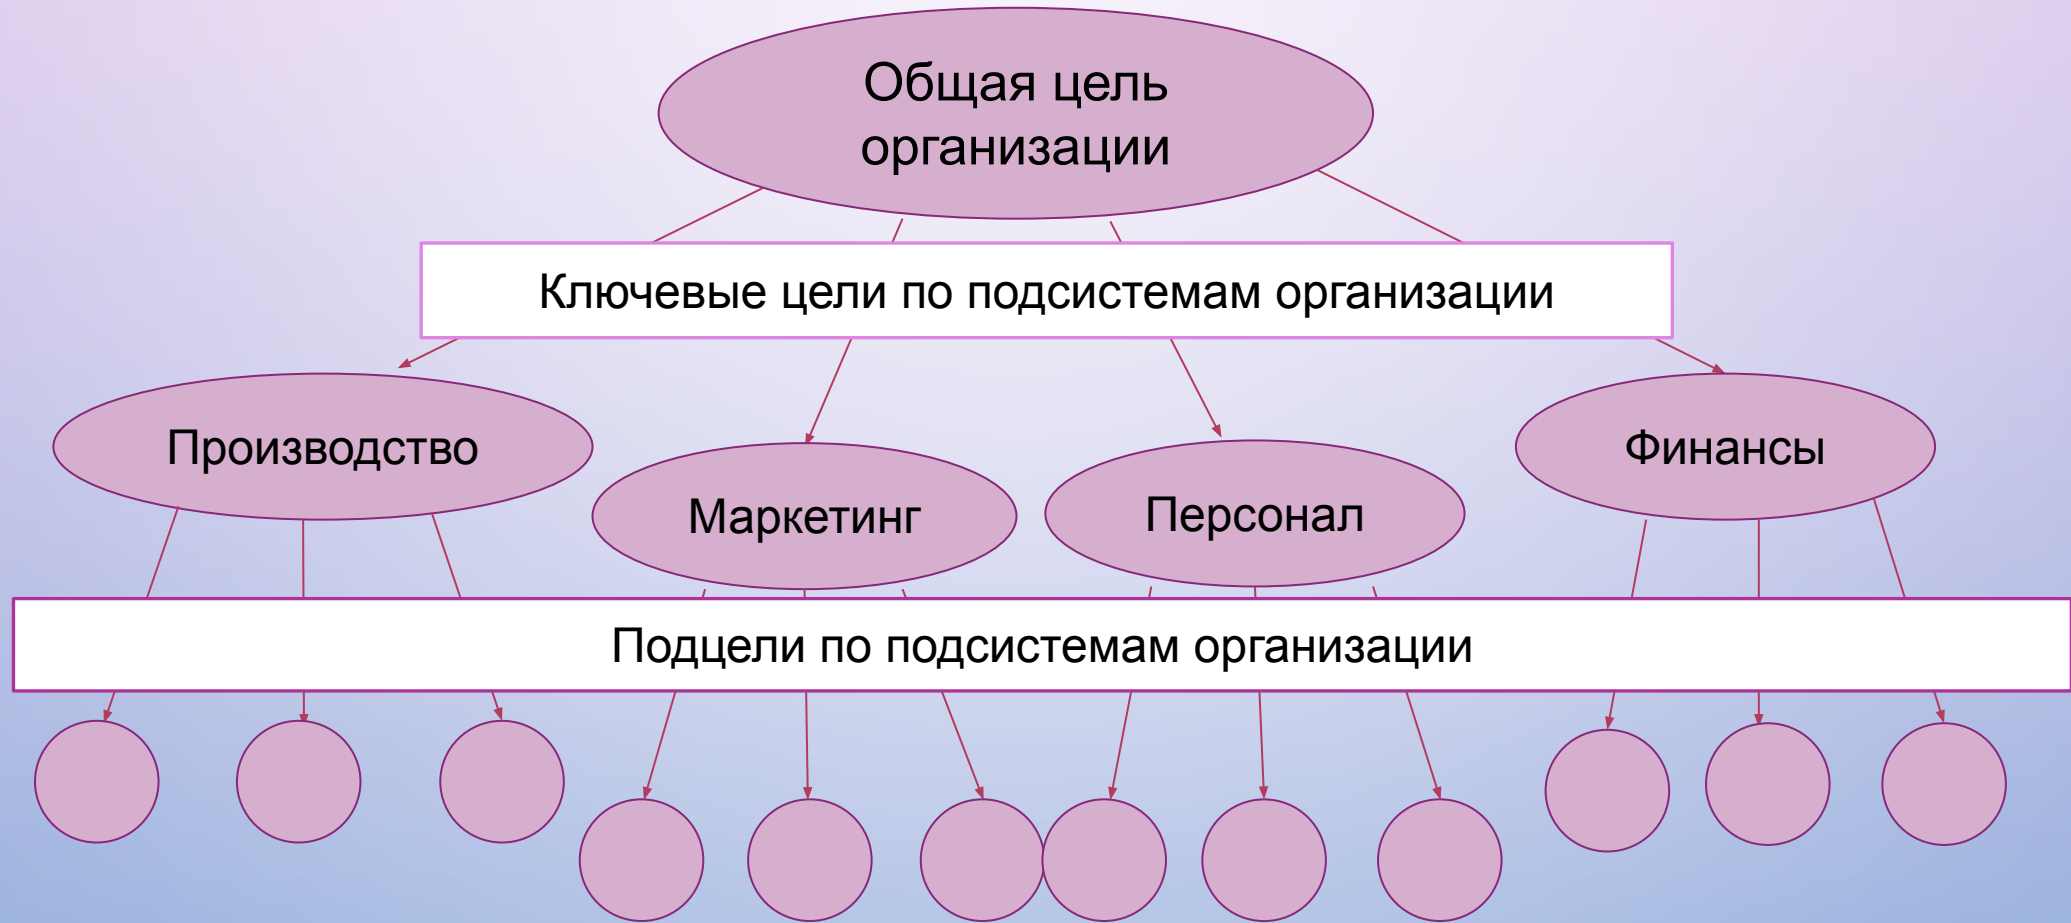 Общая цель
организации
Ключевые цели по подсистемам организации
Производство
Маркетинг
Персонал
Финансы
Подцели по подсистемам организации